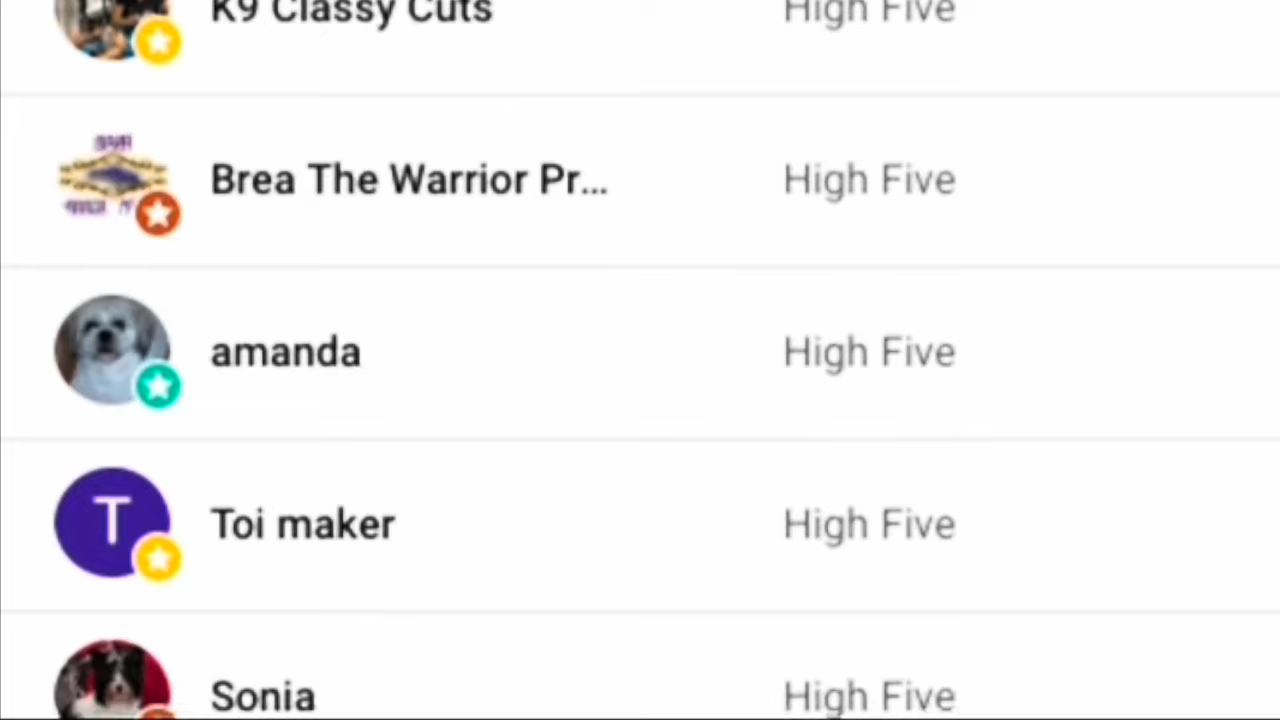 K9 Classy Cuts High Five
Brea The Warrior Pr... High Five
amanda High Five
T Toi maker High Five
Sonia High Five